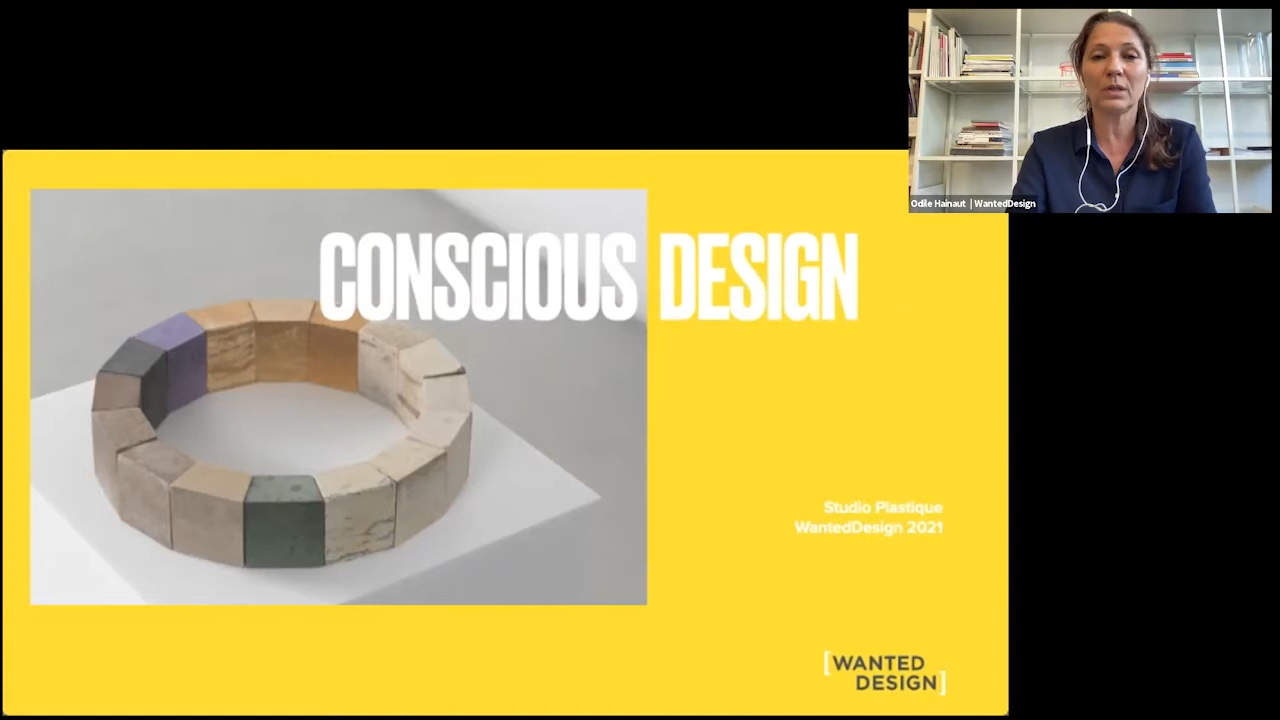 Odile Hainaut | WantedDesign
CONSCIOUS DESIGN
Studio Plastique
WantedDesign 2021
[WANTED
DESIGN]